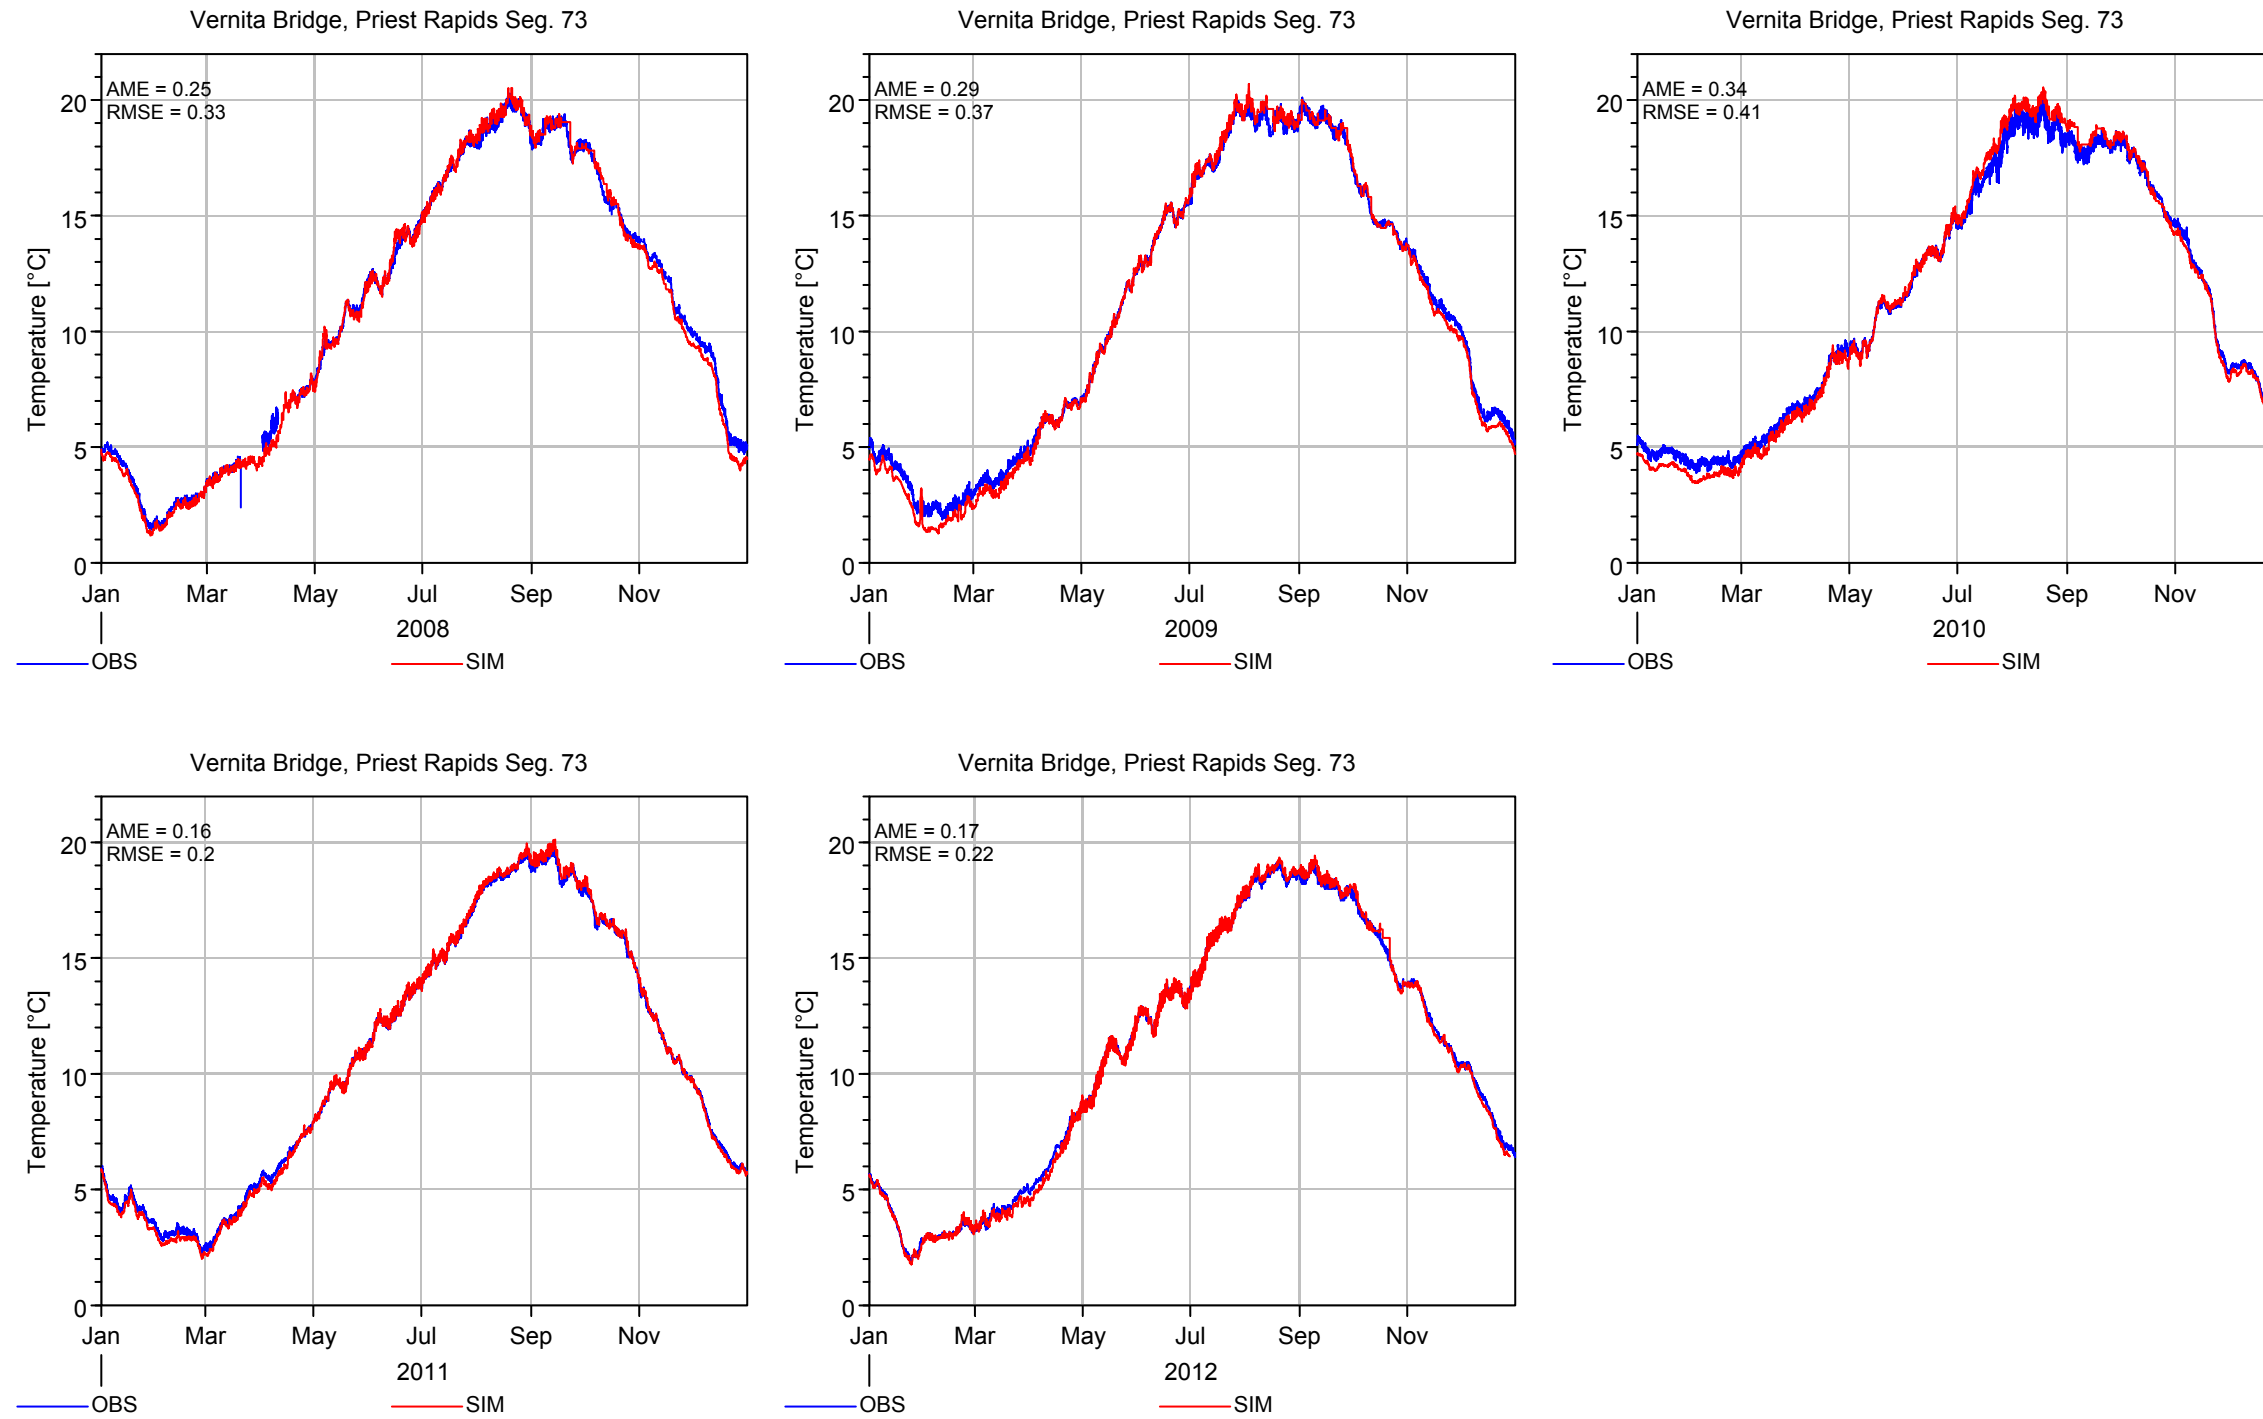 Vernita Bridge, Priest Rapids Seg. 73
AME = 0.25
RMSE = 0.33
Temperature [°C]
20
15
10
5
0
Jan Mar May Jul Sep Nov
2008
OBS SIM
Vernita Bridge, Priest Rapids Seg. 73
AME = 0.29
RMSE = 0.37
Temperature [°C]
20
15
10
5
0
Jan Mar May Jul Sep Nov
2009
OBS SIM
Vernita Bridge, Priest Rapids Seg. 73
AME = 0.34
RMSE = 0.41
Temperature [°C]
20
15
10
5
0
Jan Mar May Jul Sep Nov
2010
OBS SIM
Vernita Bridge, Priest Rapids Seg. 73
AME = 0.16
RMSE = 0.2
Temperature [°C]
20
15
10
5
0
Jan Mar May Jul Sep Nov
2011
OBS SIM
Vernita Bridge, Priest Rapids Seg. 73
AME = 0.17
RMSE = 0.22
Temperature [°C]
20
15
10
5
0
Jan Mar May Jul Sep Nov
2012
OBS SIM